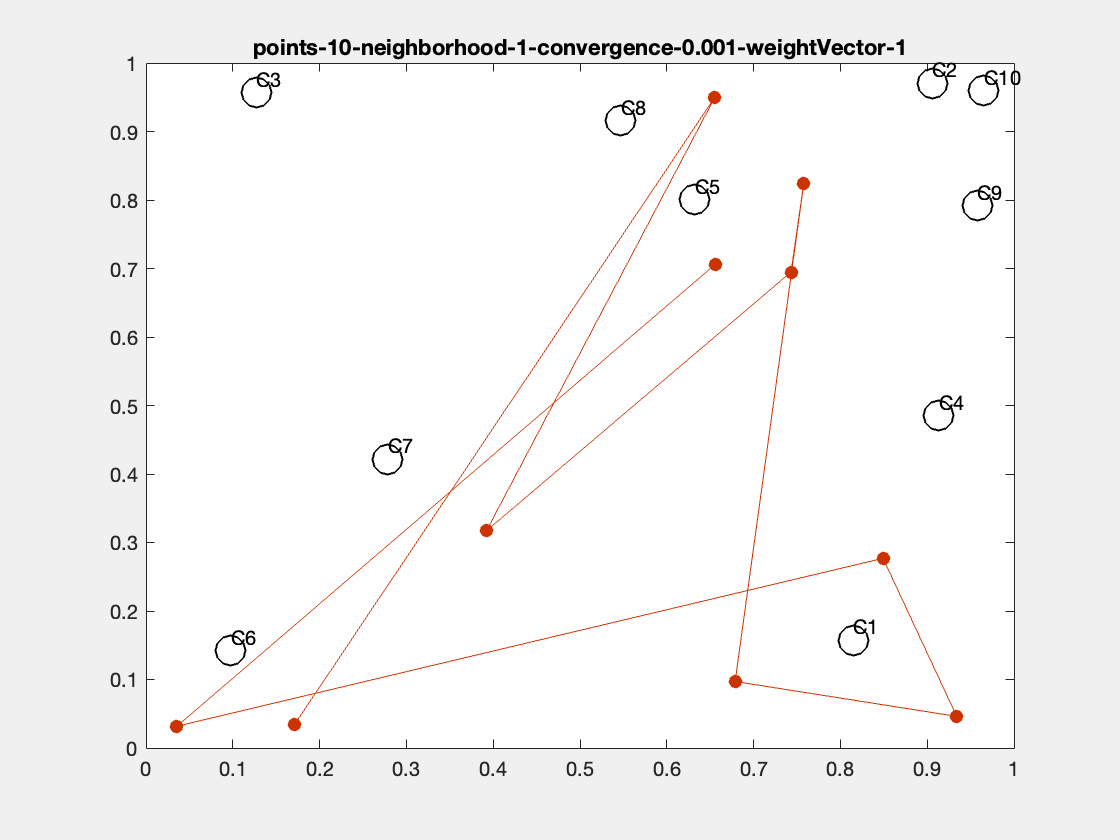 points-10-neighborhood-1-convergence-0.001-weightVector-1
1
0.9
0.8
0.7
0.6
0.5
0.4
0.3
0.2
0.1
0
C3
C2
C10
C8
C5
C9
C4
C7
C6
C1
0 0.1 0.2 0.3 0.4 0.5 0.6 0.7 0.8 0.9 1